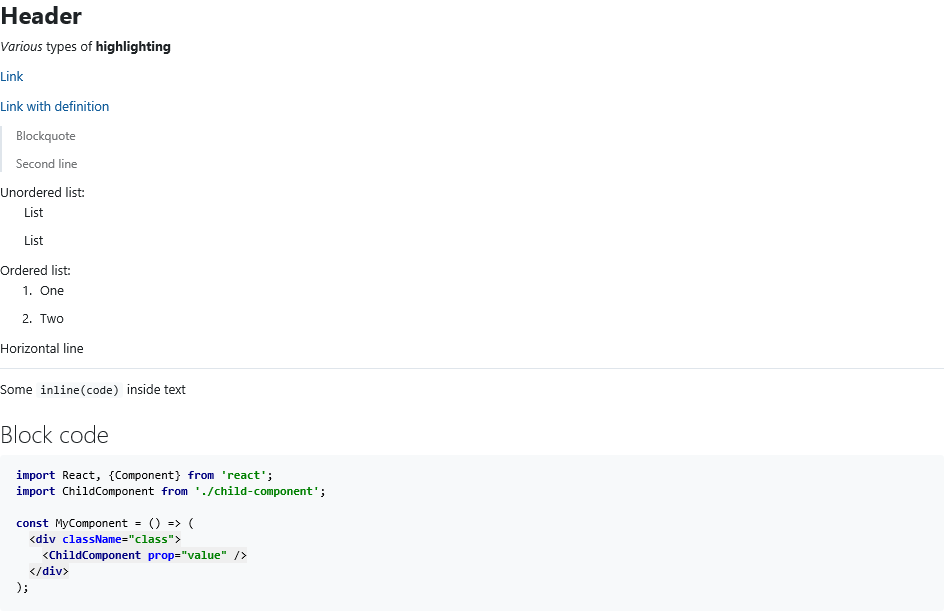 Header
Various types of highlighting
Link
Link with definition
Blockquote
Second line
Unordered list:
List
List
Ordered list:
1. One
2. Two
Horizontal line
Some inline(code) inside text
Block code
import React, {Component} from 'react';
import ChildComponent from './child-component';
const MyComponent = () => (
<div className="class">
<ChildComponent prop="value" />
</div>
);